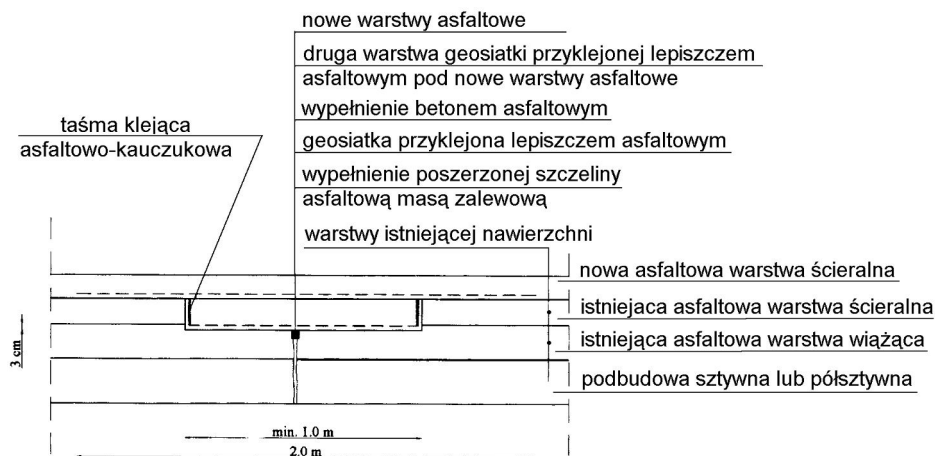 nowe warstwy asfaltowe
druga warstwa geosiatki przyklejonej lepiszczem
asfaltowym pod nowe warstwy asfaltowe
wypełnienie betonem asfaltowym
taśma klejąca
asfaltowo-kauczukowa
geosiatka przyklejona lepiszczem asfaltowym
wypełnienie poszerzonej szczeliny
asfaltową masą zalewową
warstwy istniejącej nawierzchni
nowa asfaltowa warstwa ścieralna
istniejaca asfaltowa warstwa ścieralna
istniejąca asfaltowa warstwa wiążąca
podbudowa sztywna lub półsztywna
3 cm
min. 1.0 m
2.0 m